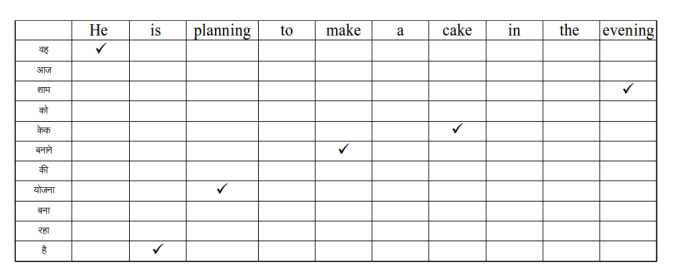 He is planning to make a cake in the evening
वह ✓
आज
शाम ✓
को
केक ✓
बनाने ✓
की
योजना ✓
बना
रहा
है ✓